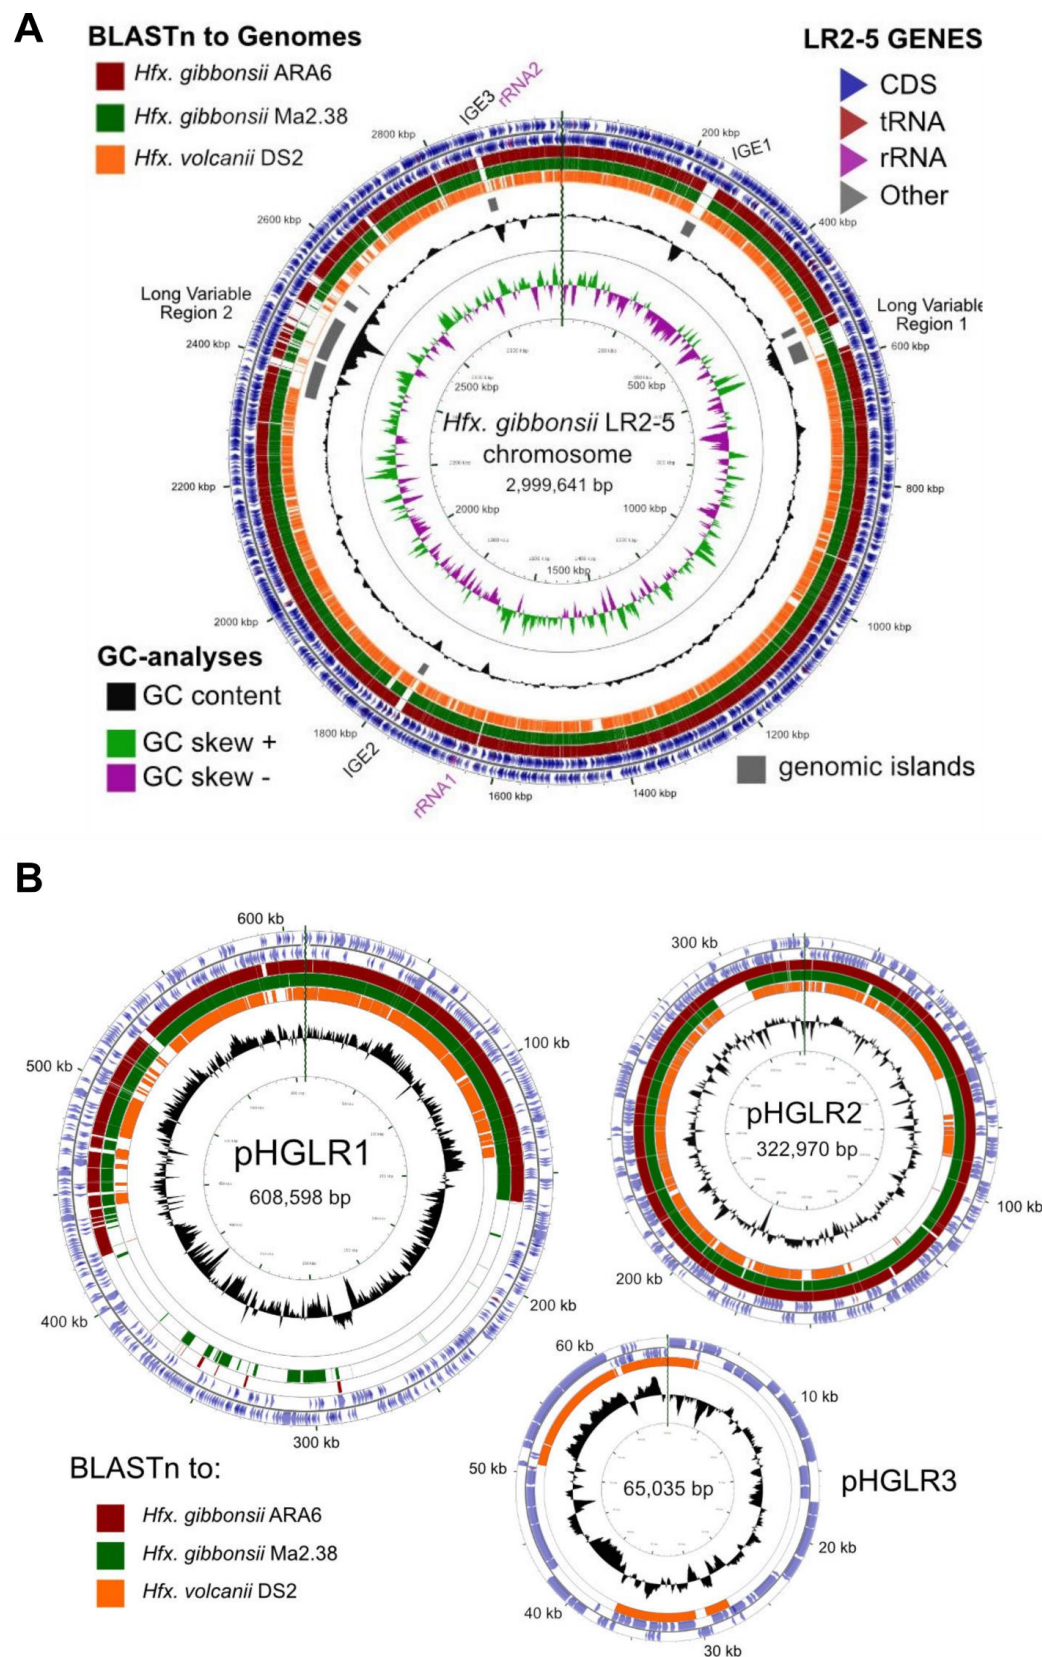 A
BLASTn to Genomes
Hfx. gibbonsii ARA6
Hfx. gibbonsii Ma2.38
Hfx. volcanii DS2
LR2-5 GENES
CDS
tRNA
rRNA
Other
IGE3
rRNA2
2800 kbp
200 kbp
IGE1
2600 kbp
400 kbp
Long Variable
Region 2
Long Variable
Region 1
2400 kbp
600 kbp
2500 kbp
500 kbp
Hfx. gibbonsii LR2-5
chromosome
2,999,641 bp
2200 kbp
800 kbp
2000 kbp
1000 kbp
1500 kbp
2000 kbp
1000 kbp
GC-analyses
GC content
GC skew +
GC skew -
1800 kbp
IGE2
rRNA1
1600 kbp
1400 kbp
1200 kbp
genomic islands
B
600 kb
100 kb
500 kb
pHGLR1
608,598 bp
200 kb
400 kb
300 kb
300 kb
pHGLR2
322,970 bp
100 kb
200 kb
60 kb
10 kb
50 kb
65,035 bp
pHGLR3
20 kb
40 kb
30 kb
BLASTn to:
Hfx. gibbonsii ARA6
Hfx. gibbonsii Ma2.38
Hfx. volcanii DS2